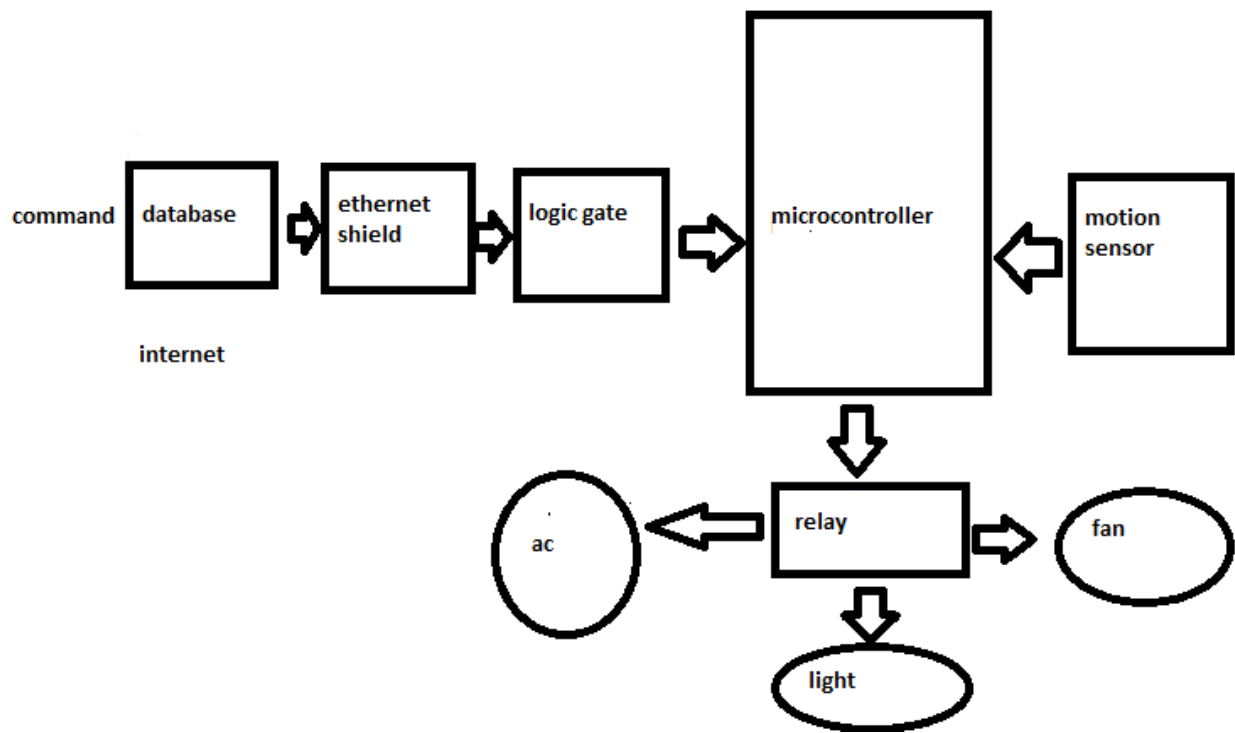 command
database
ethernet
shield
logic gate
microcontroller
motion
sensor
internet
ac
relay
fan
light